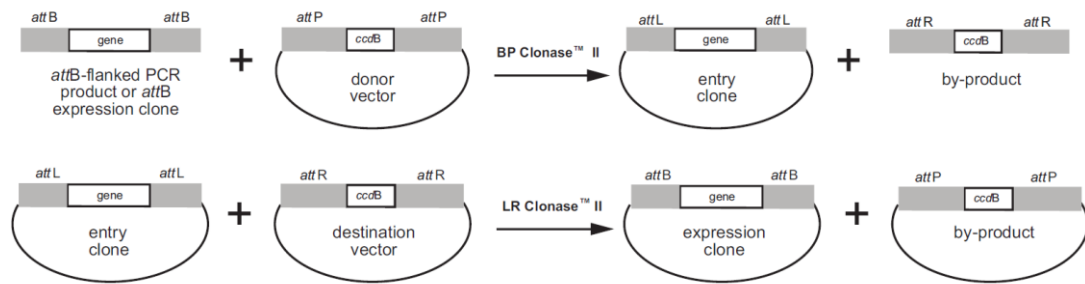 attB attB attP attP attL attL attR attR
gene ccdB BP Clonase™ II gene ccdB
attB-flanked PCR
product or attB
expression clone
donor
vector
entry
clone
by-product
attL attL attR attR attB attB attP attP
gene ccdB LR Clonase™ II gene ccdB
entry
clone
destination
vector
expression
clone
by-product